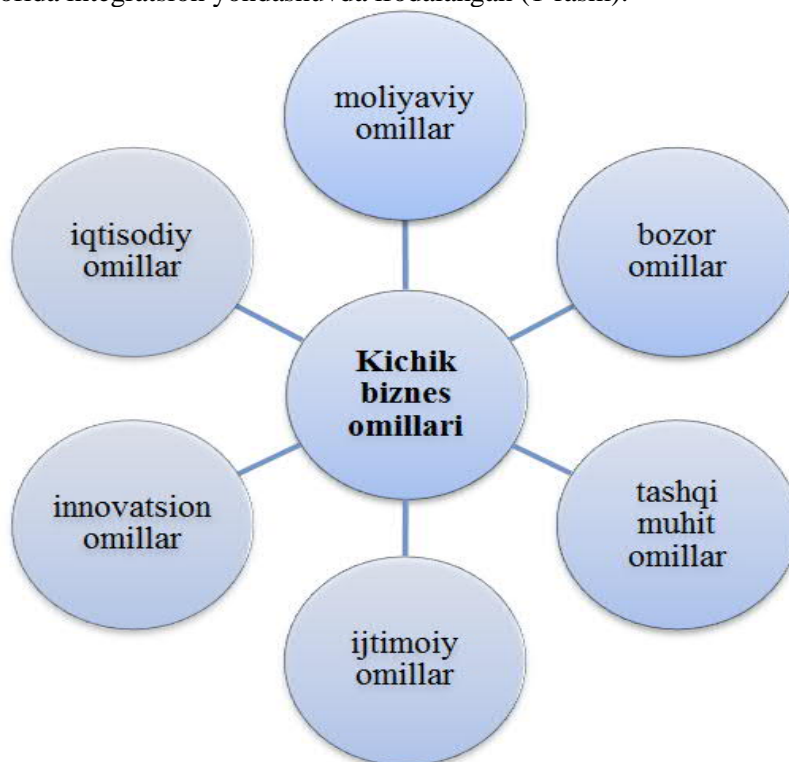 integratsion yondashuvda ifodalangan (1-rasm).
moliyaviy
omillar
bozor
omillar
tashqi
muhit
omillar
ijtimoiy
omillar
innovatsion
omillar
iqtisodiy
omillar
Kichik
biznes
omillari